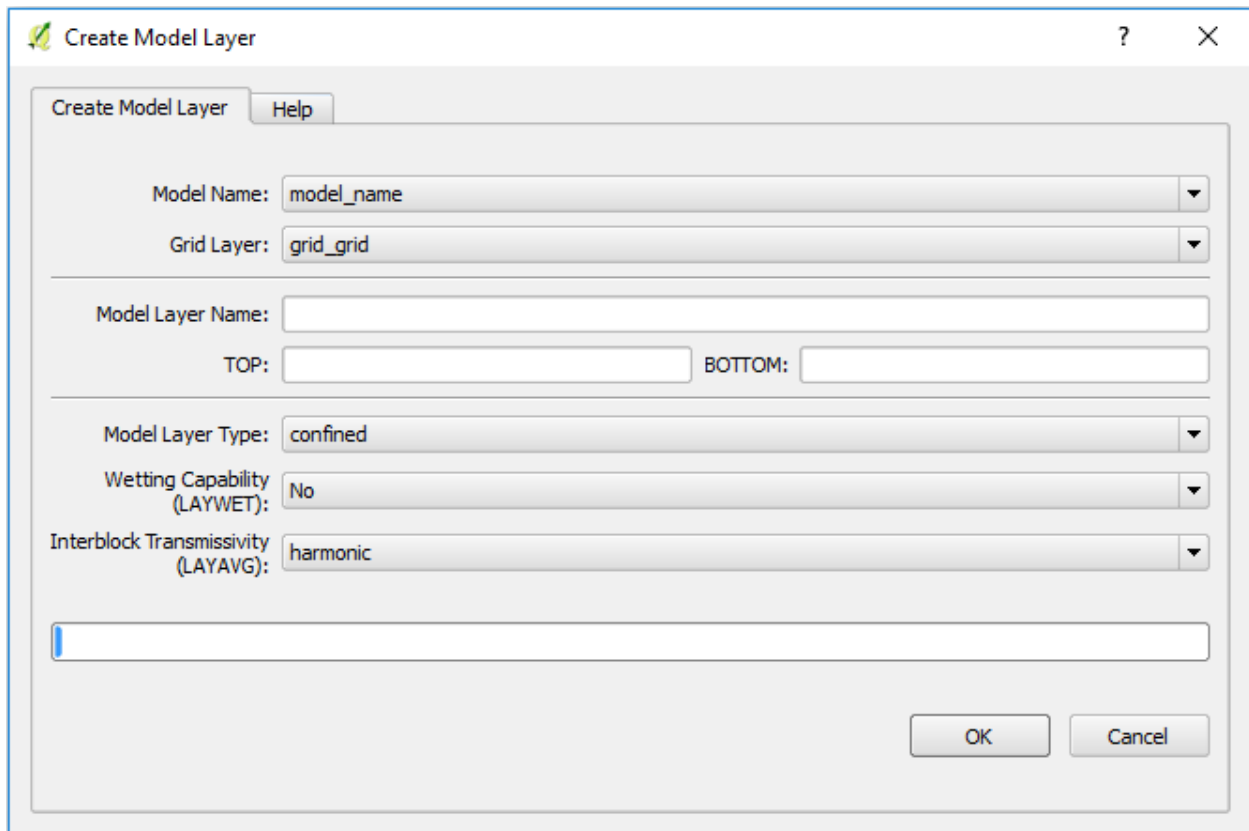 Create Model Layer ?
Create Model Layer Help
Model Name: model_name
Grid Layer: grid_grid
Model Layer Name:
TOP: BOTTOM:
Model Layer Type: confined
Wetting Capability
(LAYWET): No
Interblock Transmissivity
(LAYAVG): harmonic
OK Cancel